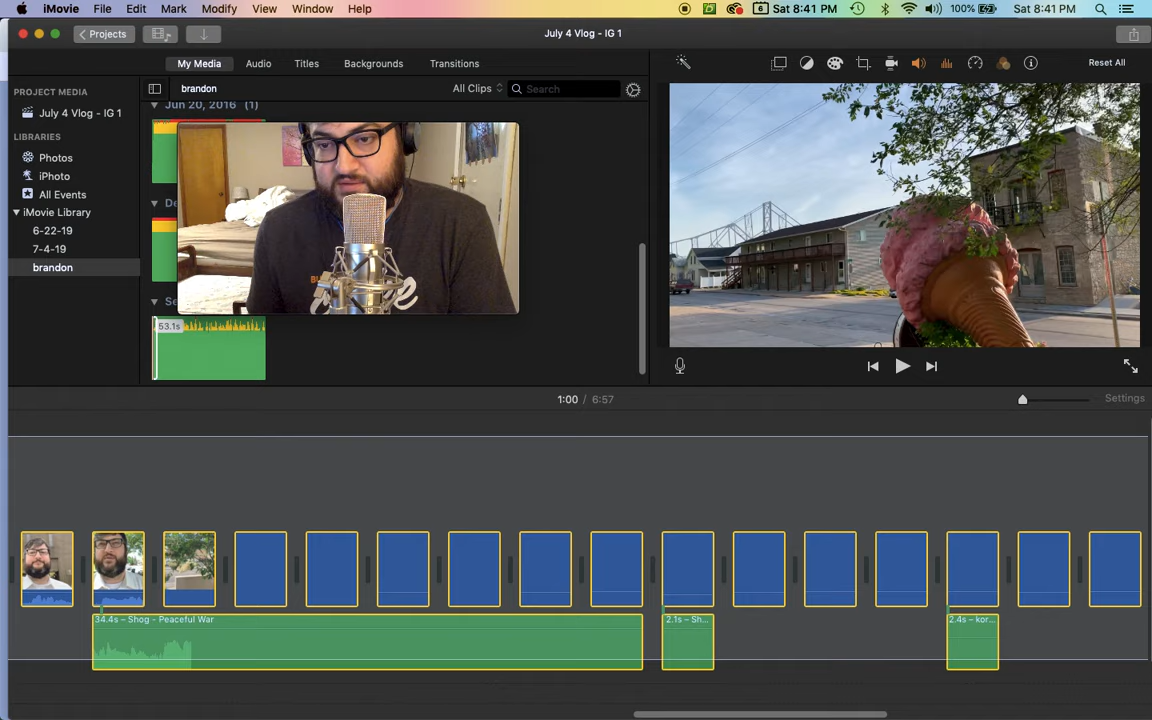 iMovie File Edit Mark Modify View Window Help 6 Sat 8:41 PM 100% Sat 8:41 PM
Projects July 4 Vlog - IG 1
My Media Audio Titles Backgrounds Transitions Reset All
PROJECT MEDIA
July 4 Vlog - IG 1
LIBRARIES
Photos
iPhoto
All Events
iMovie Library
6-22-19
7-4-19
brandon
brandon All Clips Search
Jun 20, 2016 (1)
De
Se
53.1s
1:00 / 6:57 Settings
34.4s – Shog - Peaceful War 2.1s – Sh... 2.4s – kor...